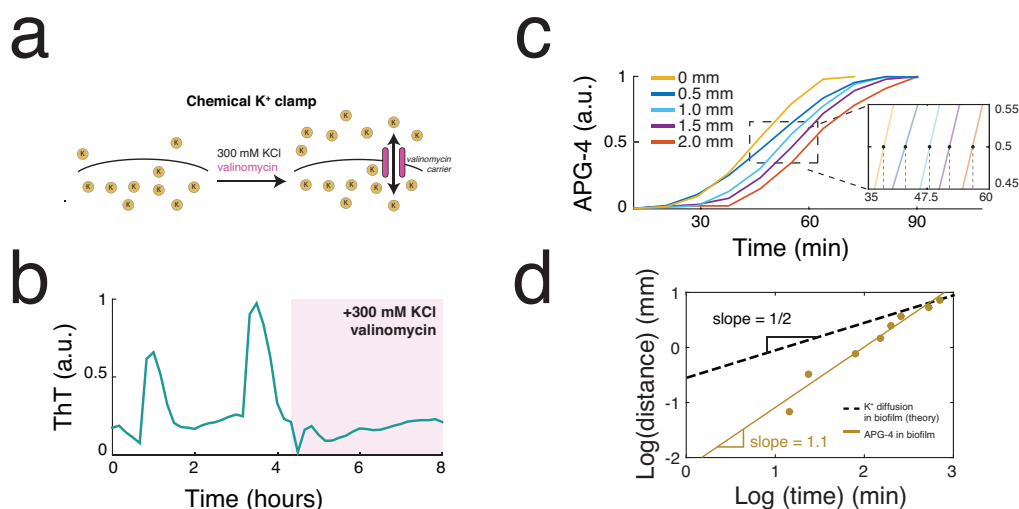 a
Chemical K⁺ clamp
K K K K K K K K K K K K
300 mM KCl
valinomycin
K K K K K K K K K K K K K K
valinomycin
carrier
b
ThT (a.u.)
1
0.5
0
+300 mM KCl
valinomycin
0 2 4 6 8
Time (hours)
c
APG-4 (a.u.)
1
0.5
0
0 mm
0.5 mm
1.0 mm
1.5 mm
2.0 mm
0.55
0.5
0.45
35 47.5 60
30 60 90
Time (min)
d
Log(distance) (mm)
1
0
-1
-2
slope = 1/2
slope = 1.1
K⁺ diffusion
in biofilm (theory)
APG-4 in biofilm
0 1 2 3
Log (time) (min)